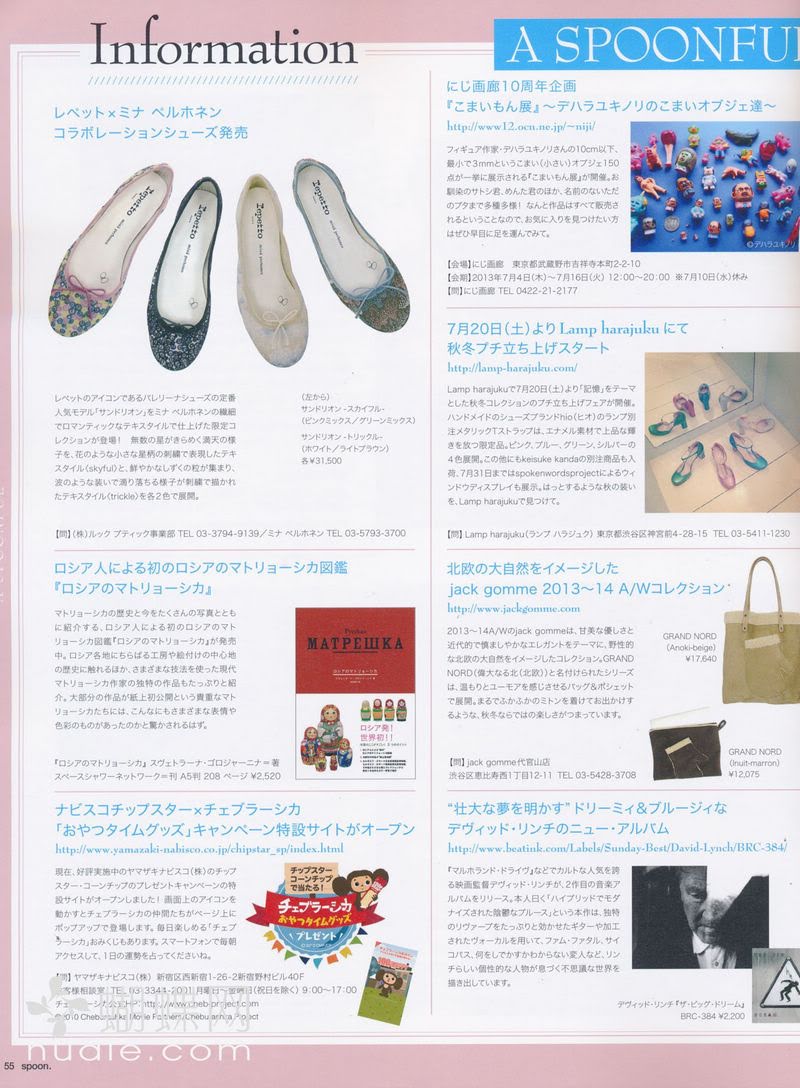 Information
A SPOONFUL
レペット×ミナ ペルホネン
コラボレーションシューズ発売
Repetto
Repetto
Repetto
Repetto
レペットのアイコンであるバレリーナシューズの定番
人気モデル「サンドリオン」をミナ ペルホネンの繊細
でロマンティックなテキスタイルで仕上げた限定コ
レクションが登場! 無数の星がきらめく満天の様
子を、花のような小さな星柄の刺繍で表現したテキ
スタイル〈skyful〉と、鮮やかなしずくの粒が集まり、
波のような装いで滴り落ちる様子が刺繍で描かれ
たテキスタイル〈trickle〉を各2色で展開。
(左から)
サンドリオン -スカイフル-
(ピンクミックス/グリーンミックス)
サンドリオン -トリックル-
(ホワイト/ライトブラウン)
各¥31,500
【問】(株)ルック ブティック事業部 TEL 03-3794-9139/ミナ ペルホネン TEL 03-5793-3700
ロシア人による初のロシアのマトリョーシカ図鑑
『ロシアのマトリョーシカ』
マトリョーシカの歴史と今をたくさんの写真ととも
に紹介する、ロシア人による初のロシアのマト
リョーシカ図鑑『ロシアのマトリョーシカ』が発売
中。ロシア各地にちらばる工房や絵付けの中心地
の歴史に触れるほか、さまざまな技法を使った現代
マトリョーシカ作家の独特の作品もたっぷりと紹
介。大部分の作品が紙上初公開という貴重なマト
リョーシカたちには、こんなにもさまざまな表情や
色彩のものがあったのかと驚かされるはず。
МАТРЕШКА
ロシアのマトリョーシカ
ロシア発!
世界初!!
『ロシアのマトリョーシカ』 スヴェトラーナ・ゴロジャーニナ=著
スペースシャワーネットワーク=刊 A5判 208 ページ ¥2,520
ナビスコチップスター×チェブラーシカ
「おやつタイムグッズ」キャンペーン特設サイトがオープン
http://www.yamazaki-nabisco.co.jp/chipstar_sp/index.html
現在、好評実施中のヤマザキナビスコ(株)のチップ
スター・コーンチップのプレゼントキャンペーンの特
設サイトがオープンしました! 画面上のアイコンを
動かすとチェブラーシカの仲間たちがページ上に
ポップアップで登場します。毎日楽しめる「チェブ
ラーシカ」おみくじもあります。スマートフォンで毎朝
アクセスして、1日の運勢を占ってくださいね。
チップスター
コーンチップ
で当たる!
チェブラーシカ
おやつタイムグッズ
プレゼント
【問】ヤマザキナビスコ(株) 新宿区西新宿1-26-2新宿野村ビル40F
お客様相談室 TEL 03-3344-2011 月曜日〜金曜日(祝日を除く) 9:00〜17:00
チェブラーシカ公式 http://www.cheb-project.com
©2010 Cheburashka Movie Partners/Cheburashka Project
にじ画廊10周年企画
『こまいもん展』〜デハラユキノリのこまいオブジェ達〜
http://www12.ocn.ne.jp/~niji/
フィギュア作家・デハラユキノリさんの10cm以下、
最小で3mmというこまい(小さい)オブジェ150
点が一挙に展示される『こまいもん展』が開催。お
馴染のサトシ君、めんた君のほか、名前のないただ
のブタまで多種多様! なんと作品はすべて販売さ
れるということなので、お気に入りを見つけたい方
はぜひ早目に足を運んでみて。
©デハラユキノリ
【会場】にじ画廊 東京都武蔵野市吉祥寺本町2-2-10
【会期】2013年7月4日(木)〜7月16日(火) 12:00〜20:00 ※7月10日(水)休み
【問】にじ画廊 TEL 0422-21-2177
7月20日(土)よりLamp harajukuにて
秋冬プチ立ち上げスタート
http://lamp-harajuku.com/
Lamp harajukuで7月20日(土)より「記憶」をテーマ
とした秋冬コレクションのプチ立ち上げフェアが開催。
ハンドメイドのシューズブランドhio(ヒオ)のランプ別
注メタリックTストラップは、エナメル素材で上品な輝
きを放つ限定品。ピンク、ブルー、グリーン、シルバーの
4色展開。この他にもkeisuke kandaの別注商品も入
荷、7月31日まではspokenwordsprojectによるウィ
ンドウディスプレイも展示。はっとするような秋の装い
を、Lamp harajukuで見つけて。
【問】Lamp harajuku(ランプ ハラジュク) 東京都渋谷区神宮前4-28-15 TEL 03-5411-1230
北欧の大自然をイメージした
jack gomme 2013〜14 A/Wコレクション
http://www.jackgomme.com
2013〜14A/Wのjack gommeは、甘美な優しさと
近代的で慎ましやかなエレガントをテーマに、野性的
な北欧の大自然をイメージしたコレクション。GRAND
NORD(偉大なる北(北欧))と名付けられたシリーズ
は、温もりとユーモアを感じさせるバッグ&ポシェット
で展開。まるでふかふかのミトンを着けてお出かけす
るような、秋冬ならではの楽しさがつまっています。
GRAND NORD
(Anoki-beige)
¥17,640
GRAND NORD
(Inuit-marron)
¥12,075
【問】jack gomme代官山店
渋谷区恵比寿西1丁目12-11 TEL 03-5428-3708
“壮大な夢を明かす”ドリーミィ&ブルージィな
デヴィッド・リンチのニュー・アルバム
http://www.beatink.com/Labels/Sunday-Best/David-Lynch/BRC-384/
『マルホランド・ドライヴ』などでカルトな人気を誇
る映画監督デヴィッド・リンチが、2作目の音楽ア
ルバムをリリース。本人曰く「ハイブリッドでモダ
ナイズされた陰鬱なブルース」という本作は、独特
のリヴァーブをたっぷりと効かせたギターや加工
されたヴォーカルを用いて、ファム・ファタル、サイ
コパス、何をしでかすかわからない変人など、リン
チらしい個性的な人物が息づく不思議な世界を
描き出しています。
デヴィッド・リンチ『ザ・ビッグ・ドリーム』
BRC-384 ¥2,200
蝴蝶网
nudie.com
55 spoon.